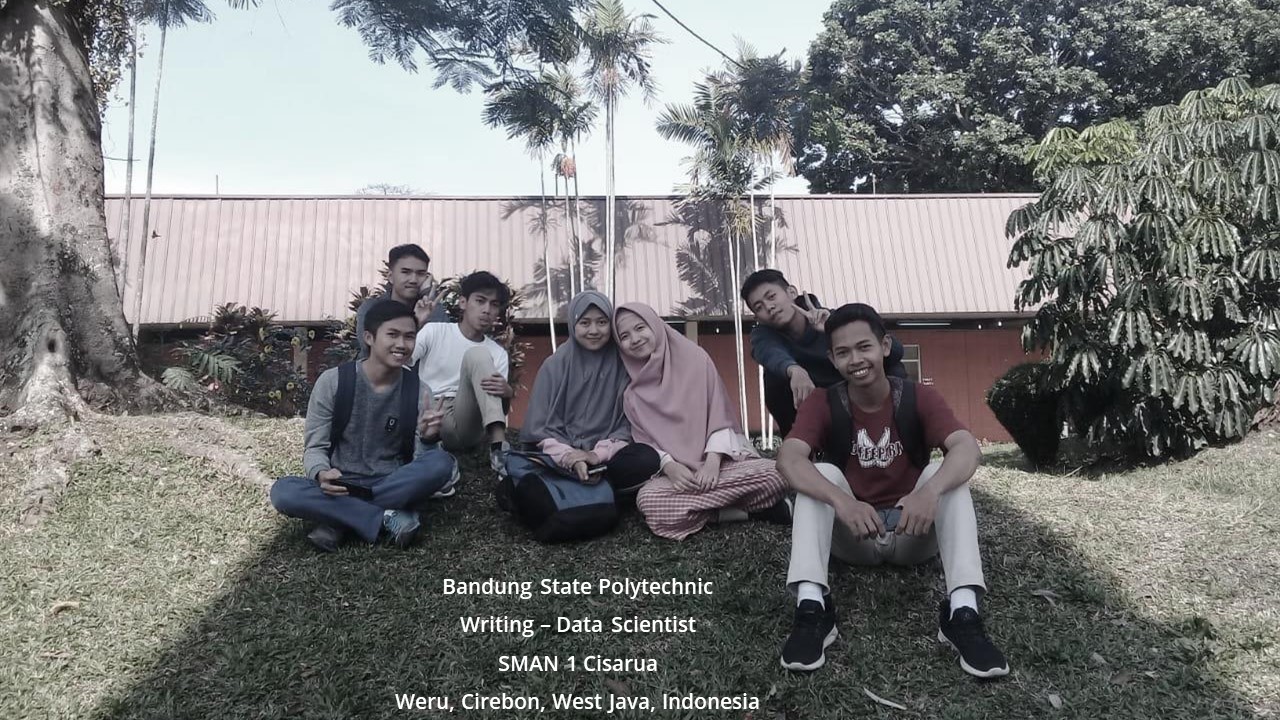 Bandung State Polytechnic
Writing – Data Scientist
SMAN 1 Cisarua
Weru, Cirebon, West Java, Indonesia